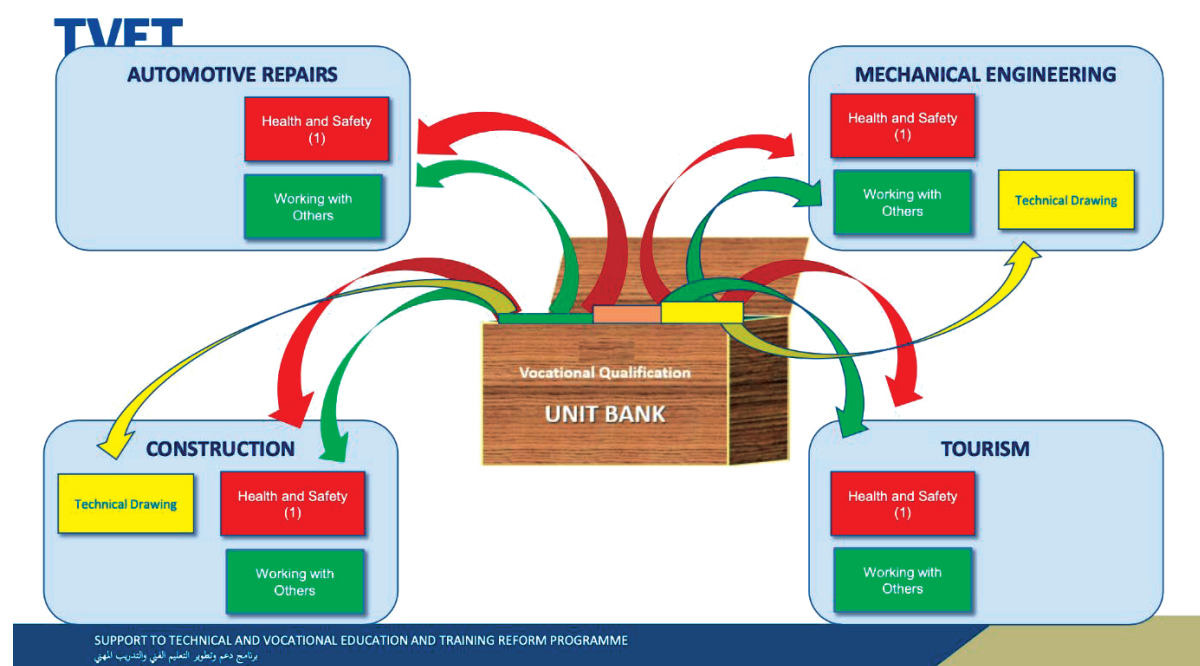 TVET
AUTOMOTIVE REPAIRS
Health and Safety
(1)
Working with
Others
MECHANICAL ENGINEERING
Health and Safety
(1)
Working with
Others
Technical Drawing
Vocational Qualification
UNIT BANK
CONSTRUCTION
Technical Drawing
Health and Safety
(1)
Working with
Others
TOURISM
Health and Safety
(1)
Working with
Others
SUPPORT TO TECHNICAL AND VOCATIONAL EDUCATION AND TRAINING REFORM PROGRAMME
برنامج دعم وتطوير التعليم الفني والتدريب المهني